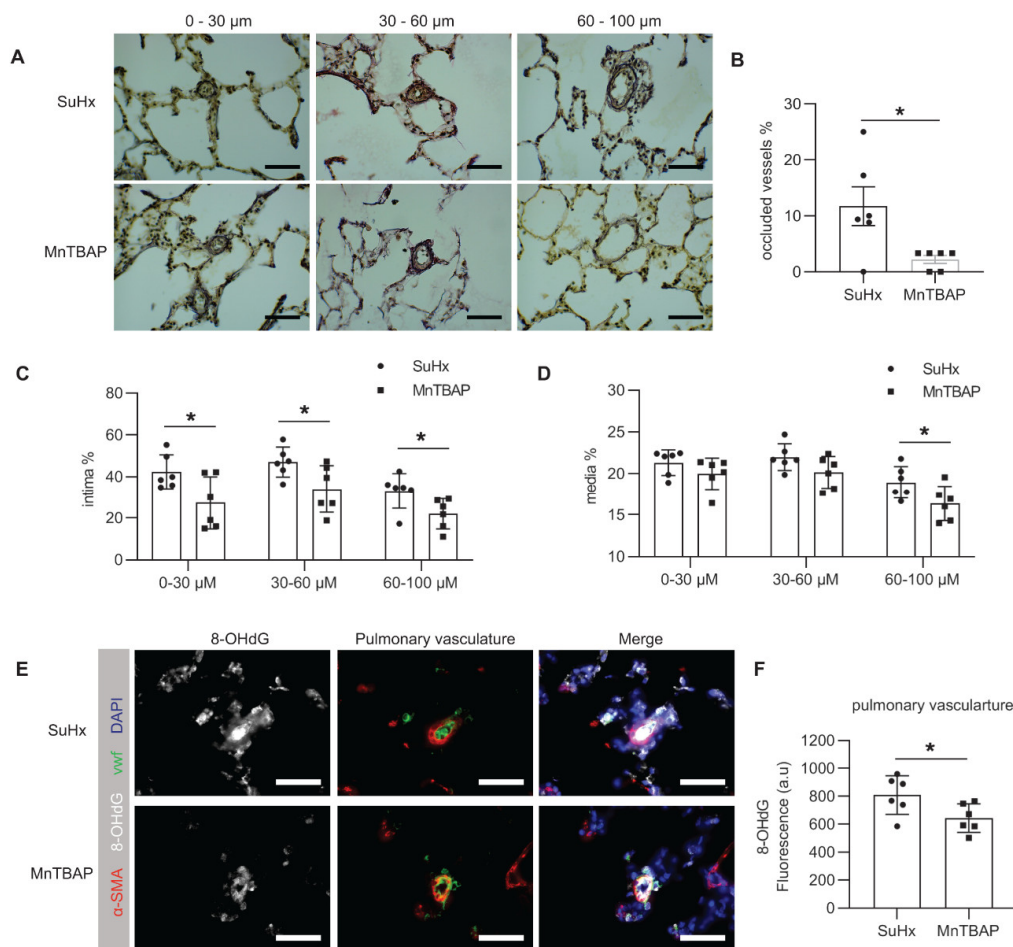 0 - 30 µm
30 - 60 µm
60 - 100 µm
A
SuHx
MnTBAP
B
occluded vessels %
30
20
10
0
*
SuHx
MnTBAP
C
SuHx
MnTBAP
intima %
80
60
40
20
0
*
*
*
0-30 µM
30-60 µM
60-100 µM
D
SuHx
MnTBAP
media %
25
20
15
10
*
0-30 µM
30-60 µM
60-100 µM
E
8-OHdG
Pulmonary vasculature
Merge
α-SMA 8-OHdG vwf DAPI
SuHx
MnTBAP
F
pulmonary vascularture
8-OHdG
Fluorescence (a.u)
1200
1000
800
600
400
200
0
*
SuHx
MnTBAP